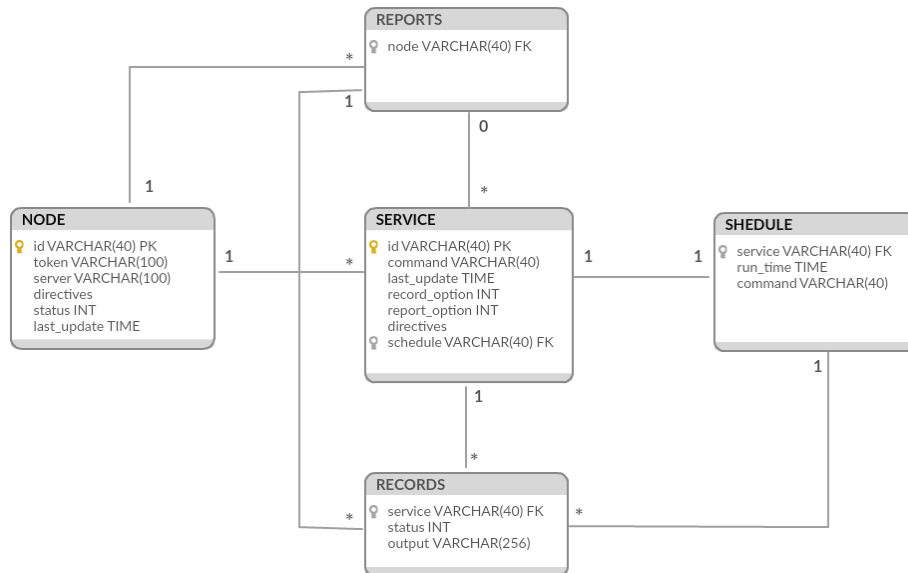 REPORTS
node VARCHAR(40) FK
*
1
0
1
*
NODE
id VARCHAR(40) PK
token VARCHAR(100)
server VARCHAR(100)
directives
status INT
last_update TIME
1
*
SERVICE
id VARCHAR(40) PK
command VARCHAR(40)
last_update TIME
record_option INT
report_option INT
directives
schedule VARCHAR(40) FK
1
1
SHEDULE
service VARCHAR(40) FK
run_time TIME
command VARCHAR(40)
1
1
*
RECORDS
service VARCHAR(40) FK
status INT
output VARCHAR(256)
*
*